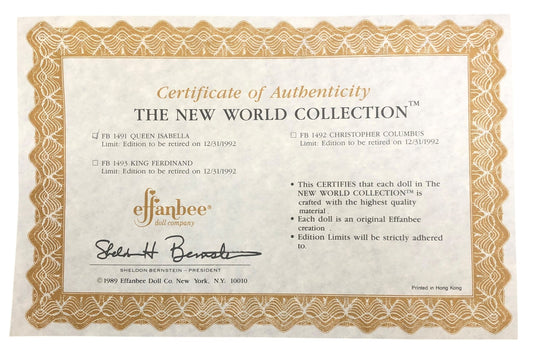 Certificate of Authenticity
THE NEW WORLD COLLECTION™
FB 1491 QUEEN ISABELLA
Limit: Edition to be retired on 12/31/1992
FB 1492 CHRISTOPHER COLUMBUS
Limit: Edition to be retired on 12/31/1992
FB 1493 KING FERDINAND
Limit: Edition to be retired on 12/31/1992
• This CERTIFIES that each doll in The
NEW WORLD COLLECTION™ is
crafted with the highest quality
material .
• Each doll is an original Effanbee
creation .
• Edition Limits will be strictly adhered
to.
effanbee®
doll company
Sheldon H Bernstein
SHELDON BERNSTEIN – PRESIDENT
© 1989 Effanbee Doll Co. New York, N.Y. 10010
Printed in Hong Kong